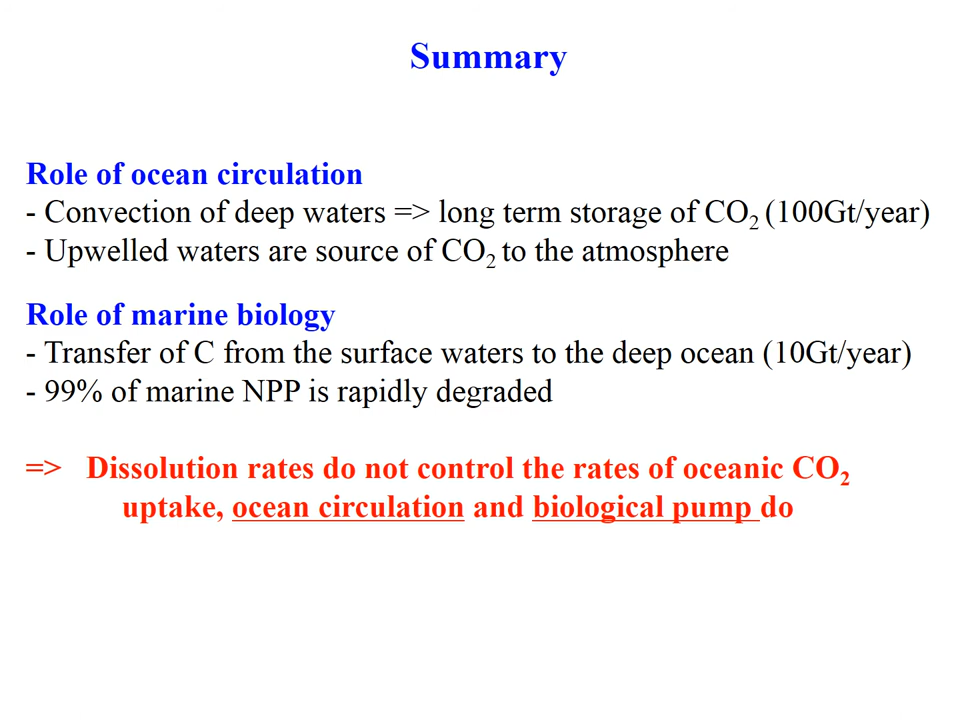 Summary
Role of ocean circulation
- Convection of deep waters => long term storage of CO₂ (100Gt/year)
- Upwelled waters are source of CO₂ to the atmosphere
Role of marine biology
- Transfer of C from the surface waters to the deep ocean (10Gt/year)
- 99% of marine NPP is rapidly degraded
=> Dissolution rates do not control the rates of oceanic CO₂
uptake, ocean circulation and biological pump do